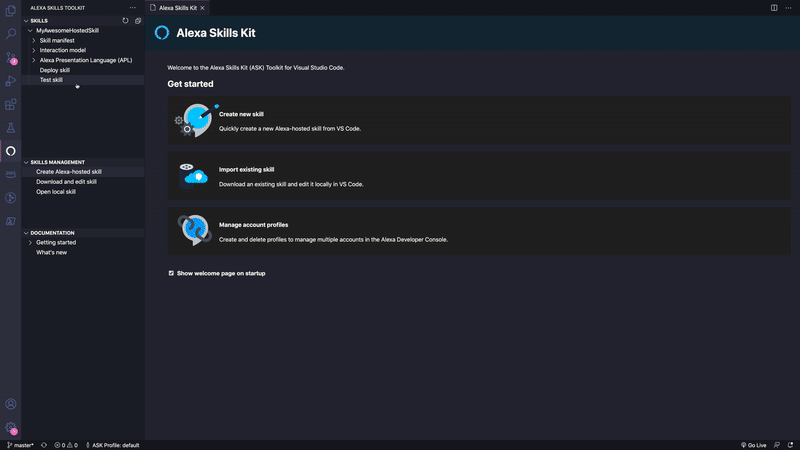 ALEXA SKILLS TOOLKIT
Alexa Skills Kit
SKILLS
MyAwesomeHostedSkill
Skill manifest
Interaction model
Alexa Presentation Language (APL)
Deploy skill
Test skill
SKILLS MANAGEMENT
Create Alexa-hosted skill
Download and edit skill
Open local skill
DOCUMENTATION
Getting started
What's new
Alexa Skills Kit
Welcome to the Alexa Skills Kit (ASK) Toolkit for Visual Studio Code.
Get started
Create new skill
Quickly create a new Alexa-hosted skill from VS Code.
Import existing skill
Download an existing skill and edit it locally in VS Code.
Manage account profiles
Create and delete profiles to manage multiple accounts in the Alexa Developer Console.
Show welcome page on startup
master* 0 0 ASK Profile: default Go Live